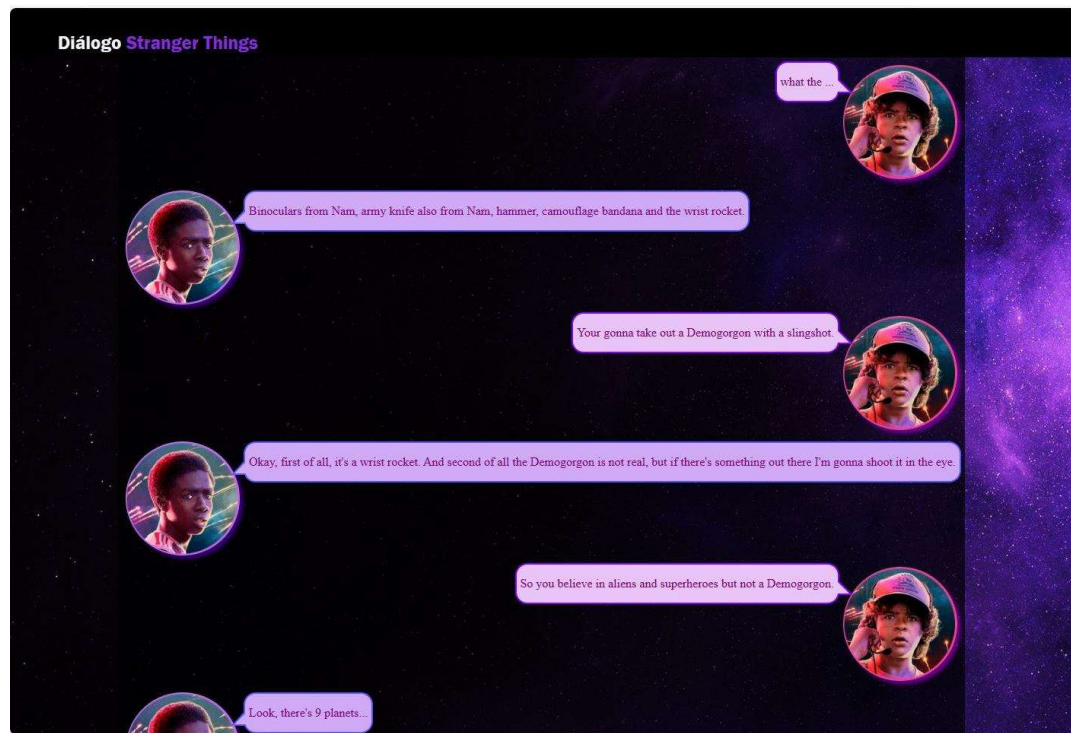 Diálogo Stranger Things
what the ...
Binoculars from Nam, army knife also from Nam, hammer, camouflage bandana and the wrist rocket.
Your gonna take out a Demogorgon with a slingshot.
Okay, first of all, it's a wrist rocket. And second of all the Demogorgon is not real, but if there's something out there I'm gonna shoot it in the eye.
So you believe in aliens and superheroes but not a Demogorgon.
Look, there's 9 planets...